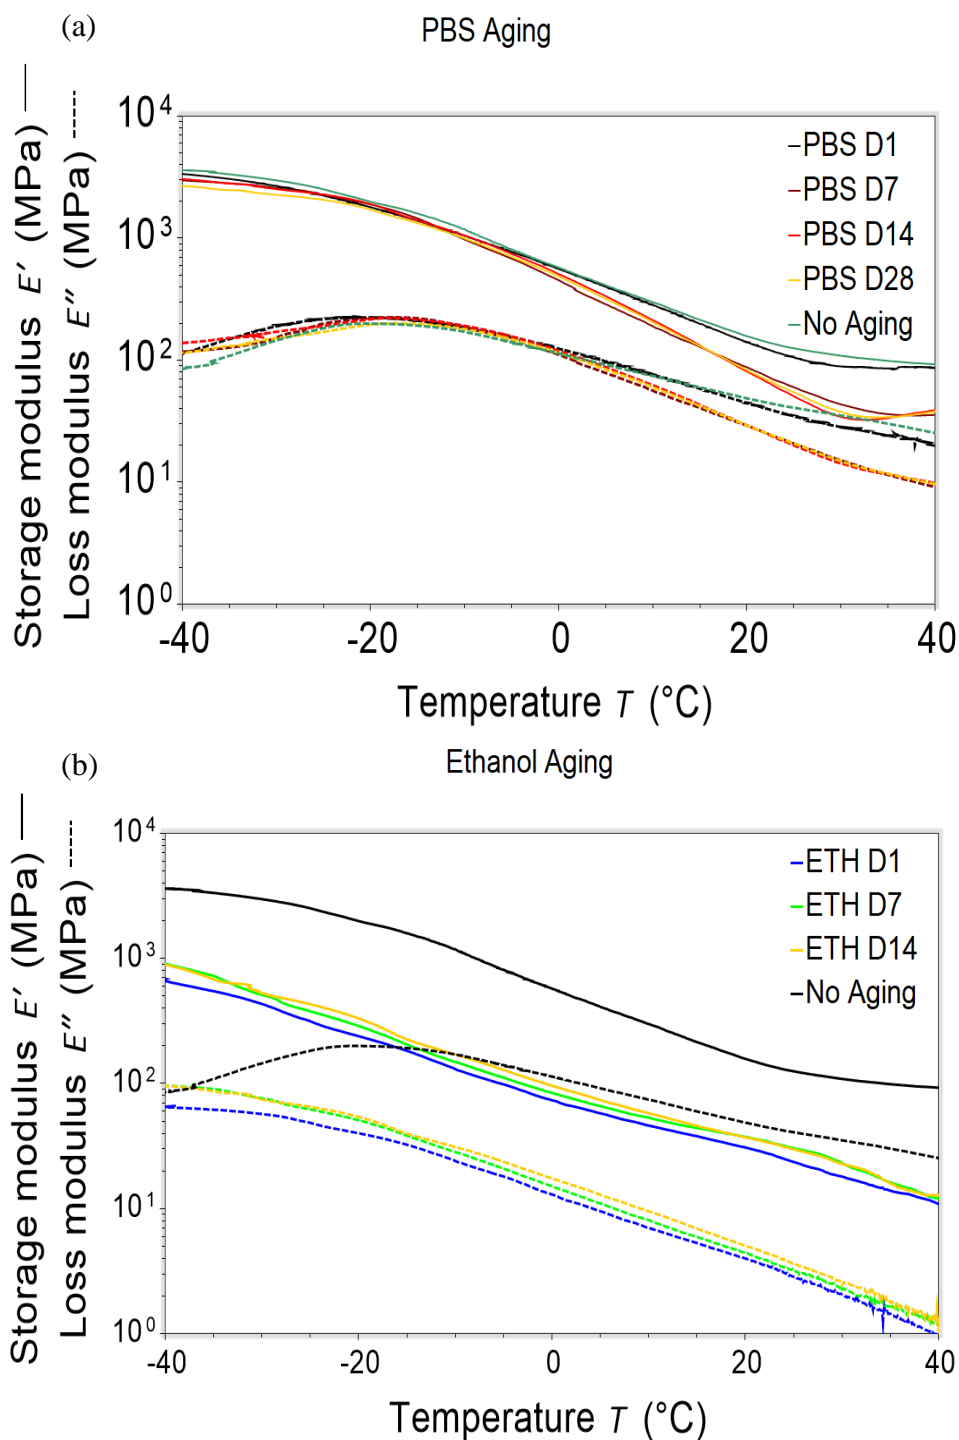 (a)
PBS Aging
Storage modulus E′ (MPa)
Loss modulus E″ (MPa)
10⁴
10³
10²
10¹
10⁰
PBS D1
PBS D7
PBS D14
PBS D28
No Aging
-40 -20 0 20 40
Temperature T (°C)
(b)
Ethanol Aging
Storage modulus E′ (MPa)
Loss modulus E″ (MPa)
10⁴
10³
10²
10¹
10⁰
ETH D1
ETH D7
ETH D14
No Aging
-40 -20 0 20 40
Temperature T (°C)